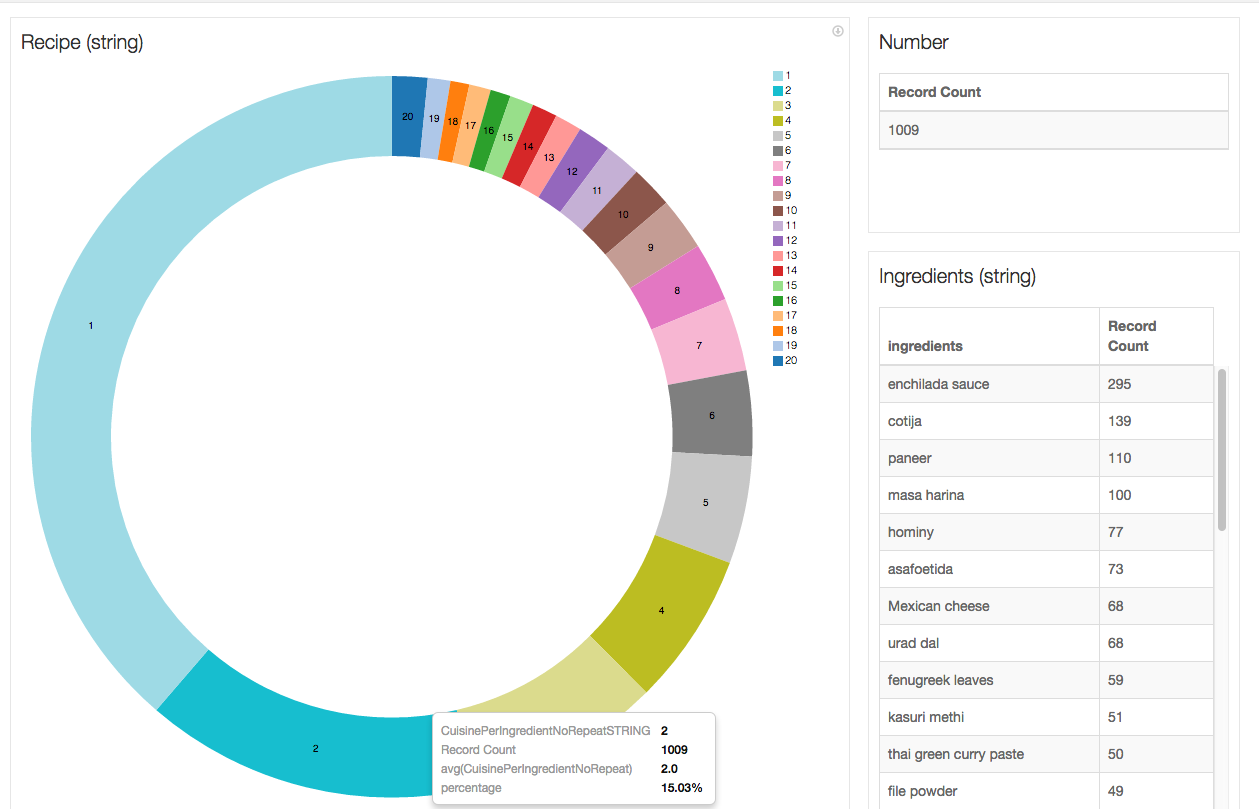 Recipe (string)
20
19
18
17
16
15
14
13
12
11
10
9
8
7
6
5
4
2
1
1
2
3
4
5
6
7
8
9
10
11
12
13
14
15
16
17
18
19
20
CuisinePerIngredientNoRepeatSTRING 2
Record Count 1009
avg(CuisinePerIngredientNoRepeat) 2.0
percentage 15.03%
Number
Record Count
1009
Ingredients (string)
ingredients Record Count
enchilada sauce 295
cotija 139
paneer 110
masa harina 100
hominy 77
asafoetida 73
Mexican cheese 68
urad dal 68
fenugreek leaves 59
kasuri methi 51
thai green curry paste 50
file powder 49